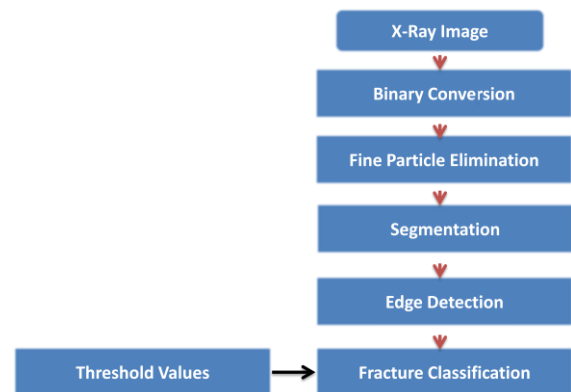 X-Ray Image
Binary Conversion
Fine Particle Elimination
Segmentation
Edge Detection
Threshold Values
Fracture Classification